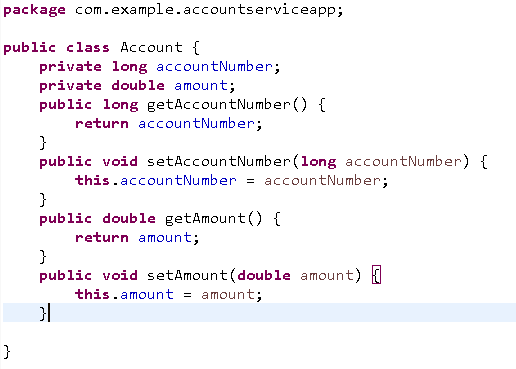 package com.example.accountserviceapp;
public class Account {
    private long accountNumber;
    private double amount;
    public long getAccountNumber() {
        return accountNumber;
    }
    public void setAccountNumber(long accountNumber) {
        this.accountNumber = accountNumber;
    }
    public double getAmount() {
        return amount;
    }
    public void setAmount(double amount) {
        this.amount = amount;
    }
}